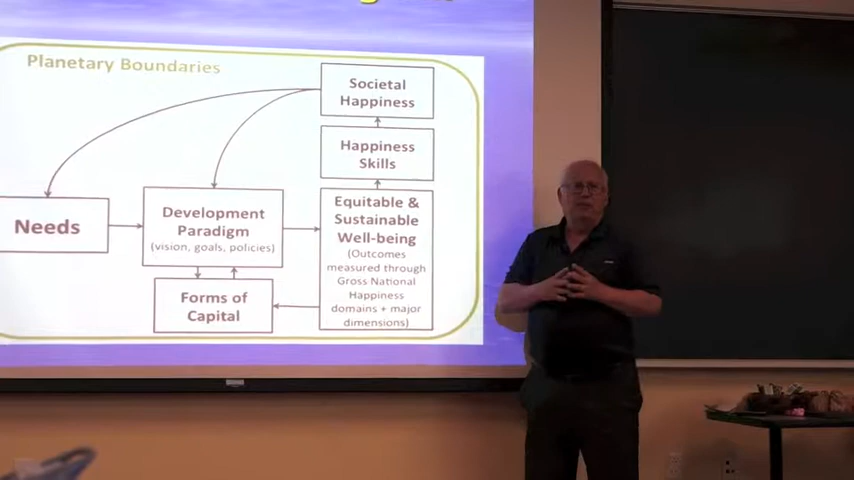 Planetary Boundaries
Societal
Happiness
Happiness
Skills
Needs
Development
Paradigm
(vision, goals, policies)
Equitable &
Sustainable
Well-being
(Outcomes
measured through
Gross National
Happiness
domains + major
dimensions)
Forms of
Capital